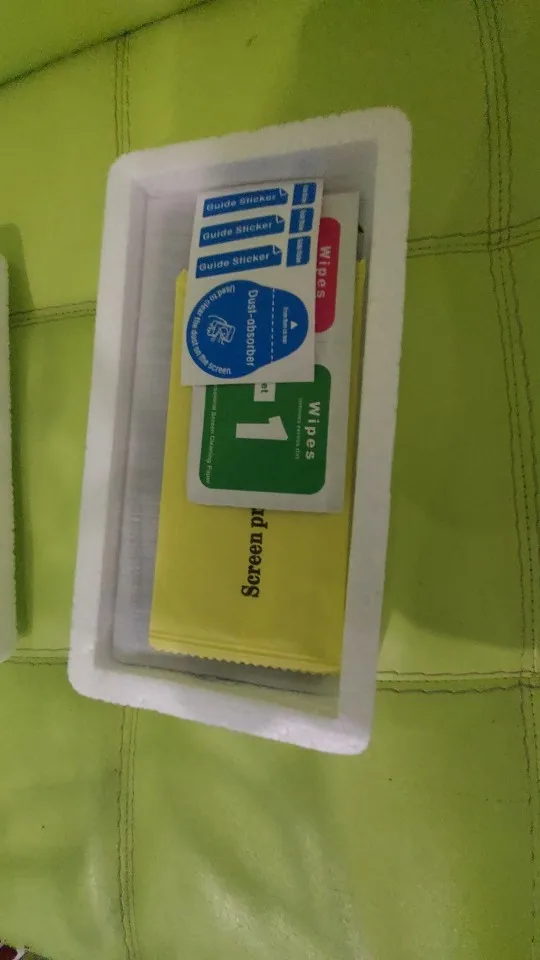 Guide Sticker
Guide Sticker
Guide Sticker
Dust-absorber
Used to clear the dust on the screen.
Wipes
Wipes
1
Screen pr